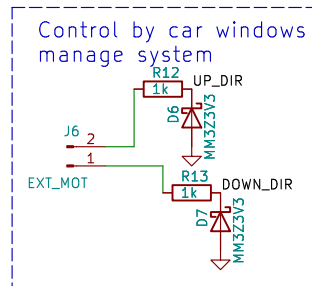 Control by car windows
manage system
R12
1k
UP_DIR
D6
MM3Z3V3
J6
2
1
EXT_MOT
R13
1k
DOWN_DIR
D7
MM3Z3V3